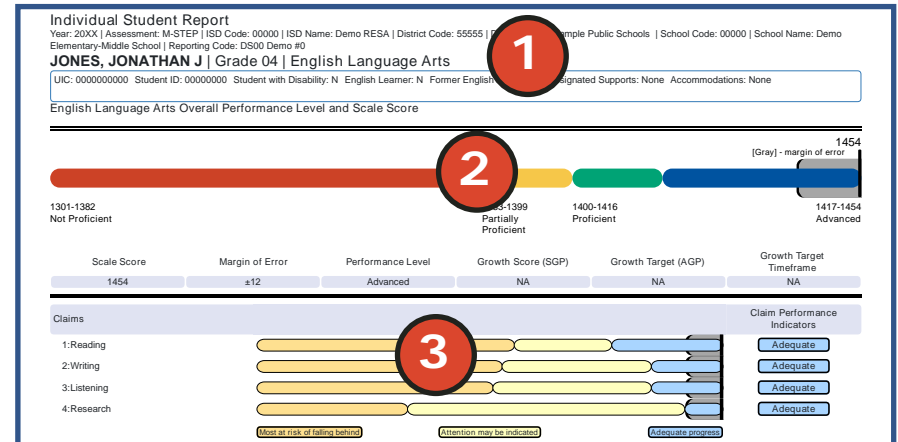 Individual Student Report
Year: 20XX | Assessment: M-STEP | ISD Code: 00000 | ISD Name: Demo RESA | District Code: 55555 | Public Schools | School Code: 00000 | School Name: Demo
Elementary-Middle School | Reporting Code: DS00 Demo #0
JONES, JONATHAN J | Grade 04 | English Language Arts
UIC: 0000000000 Student ID: 00000000 Student with Disability: N English Learner: N Former English Supports: None Accommodations: None
1
English Language Arts Overall Performance Level and Scale Score
1454
[Gray] - margin of error
2
1301-1382 1400-1416 1417-1454
Not Proficient Partially Proficient Advanced
Proficient
Scale Score Margin of Error Performance Level Growth Score (SGP) Growth Target (AGP) Growth Target
Timeframe
1454 ±12 Advanced NA NA NA
Claims Claim Performance
Indicators
1:Reading Adequate
2:Writing Adequate
3
3:Listening Adequate
4:Research Adequate
Most at risk of falling behind Attention may be indicated Adequate progress